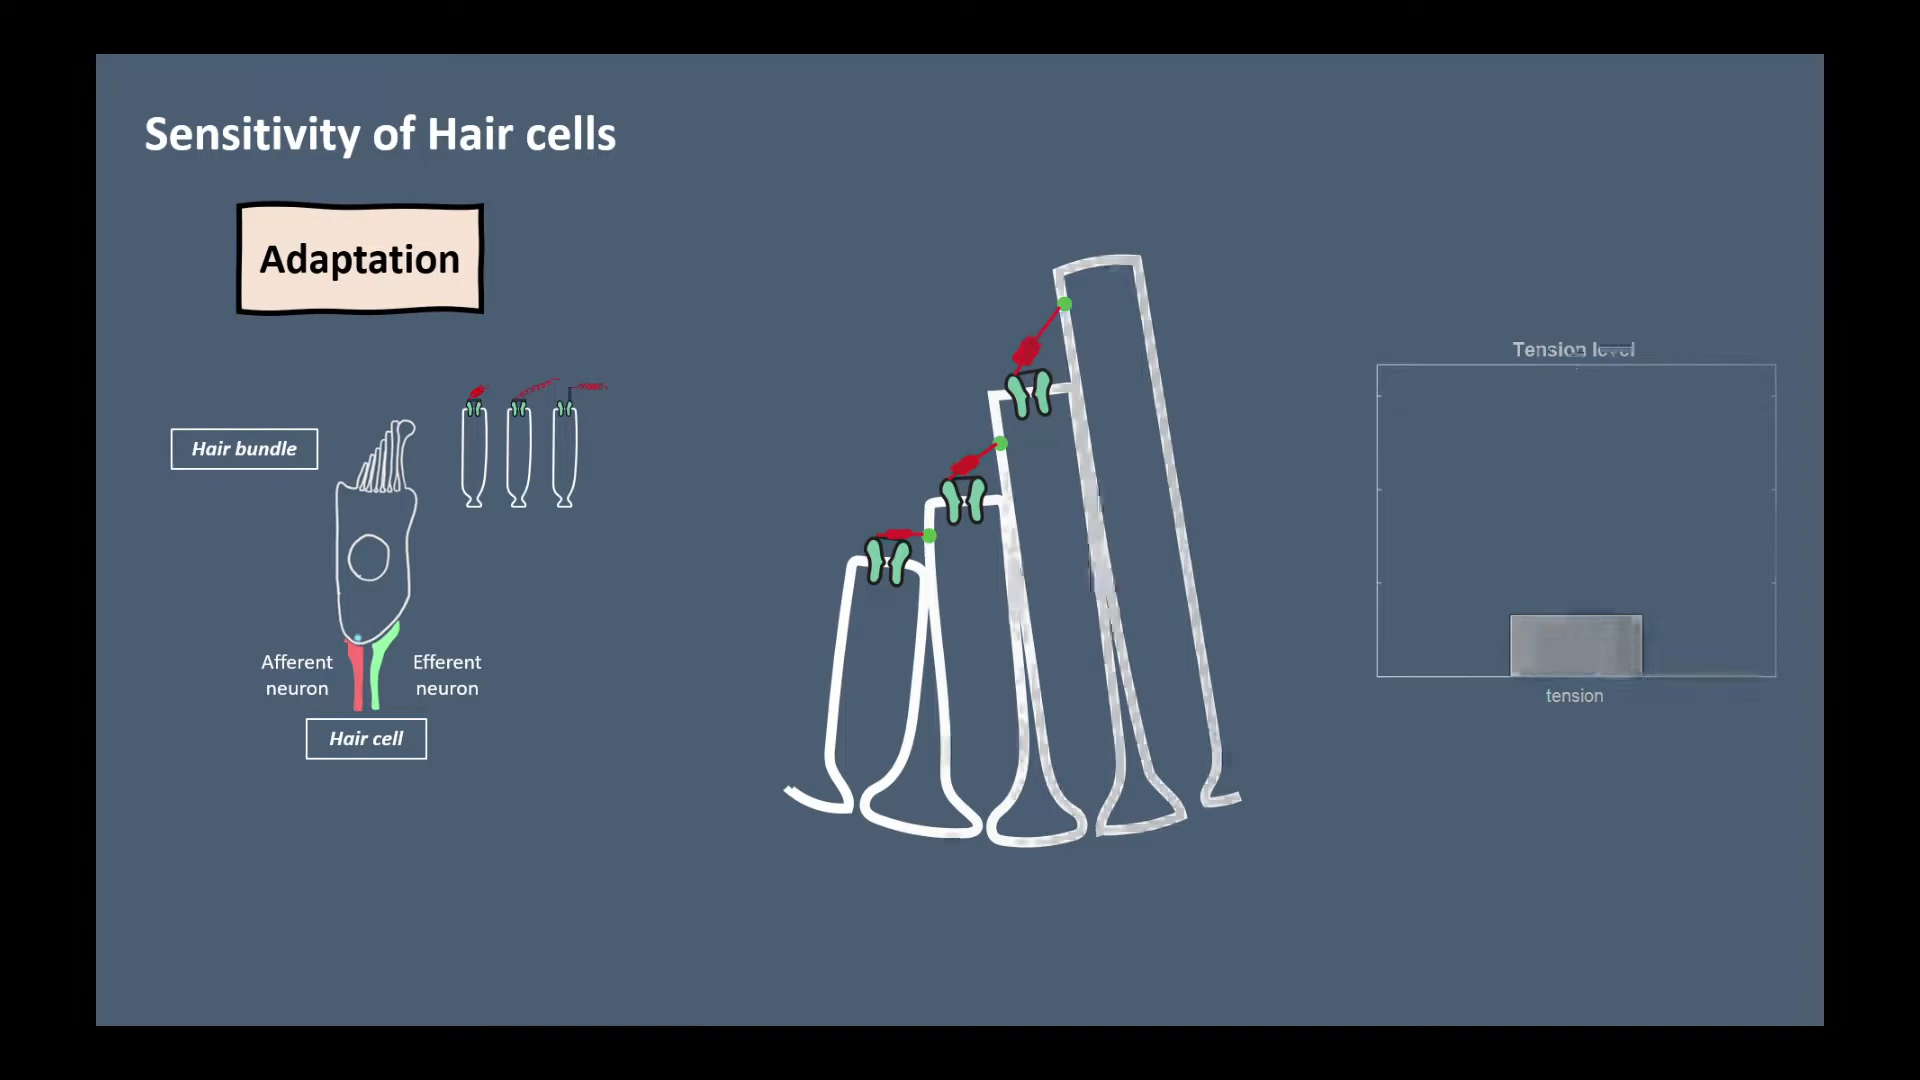 Sensitivity of Hair cells
Adaptation
Hair bundle
Afferent
neuron
Efferent
neuron
Hair cell
Tension level
tension